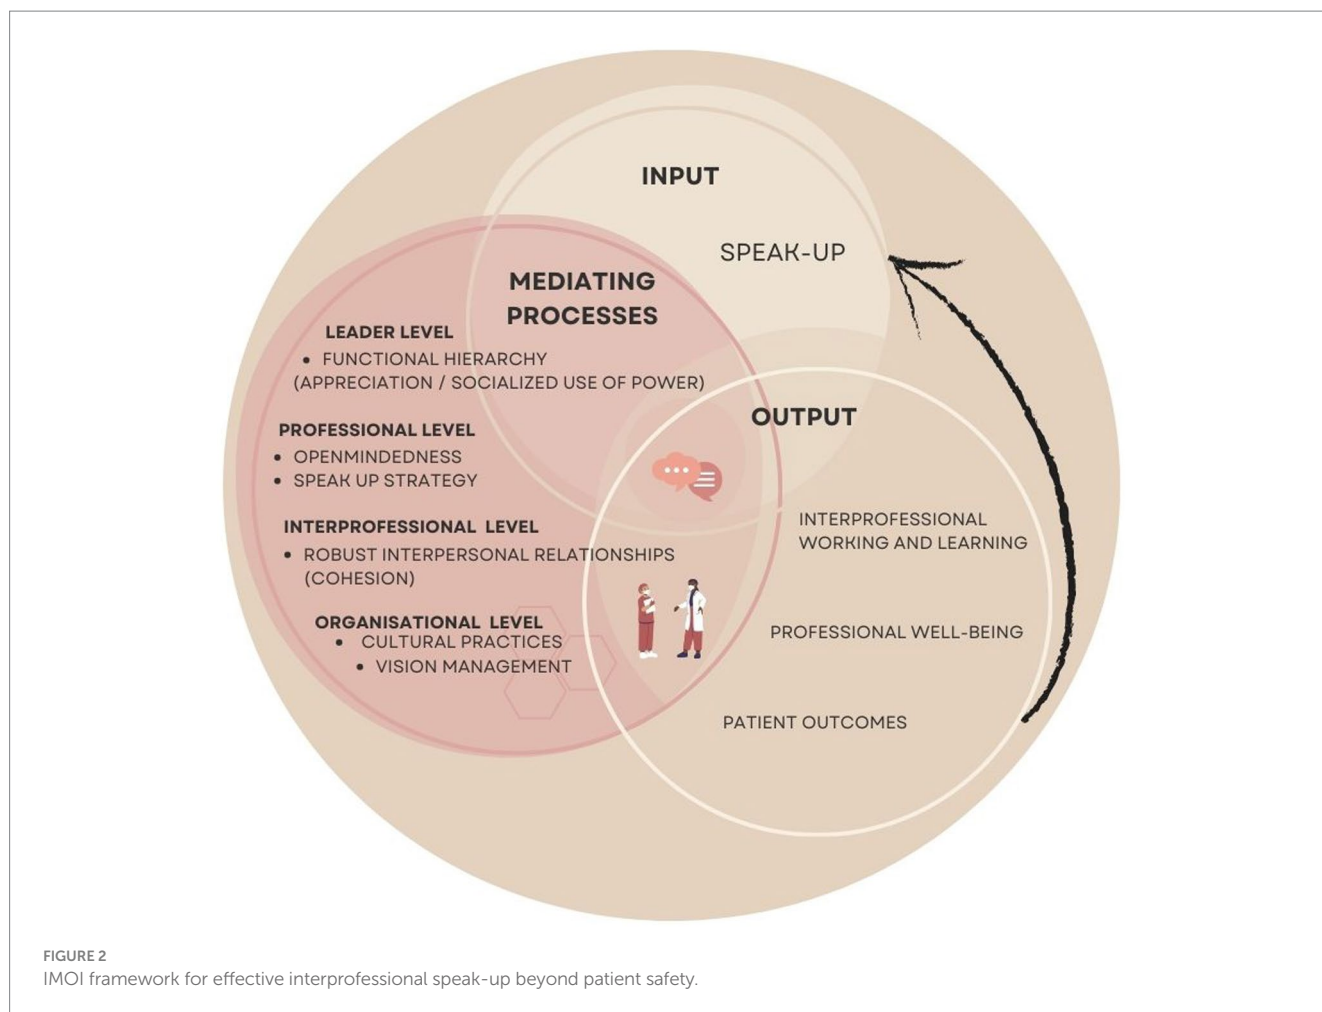 INPUT
SPEAK-UP
MEDIATING
PROCESSES
LEADER LEVEL
• FUNCTIONAL HIERARCHY
(APPRECIATION / SOCIALIZED USE OF POWER)
PROFESSIONAL LEVEL
• OPENMINDEDNESS
• SPEAK UP STRATEGY
INTERPROFESSIONAL LEVEL
• ROBUST INTERPERSONAL RELATIONSHIPS
(COHESION)
ORGANISATIONAL LEVEL
• CULTURAL PRACTICES
• VISION MANAGEMENT
OUTPUT
INTERPROFESSIONAL
WORKING AND LEARNING
PROFESSIONAL WELL-BEING
PATIENT OUTCOMES
FIGURE 2
IMOI framework for effective interprofessional speak-up beyond patient safety.